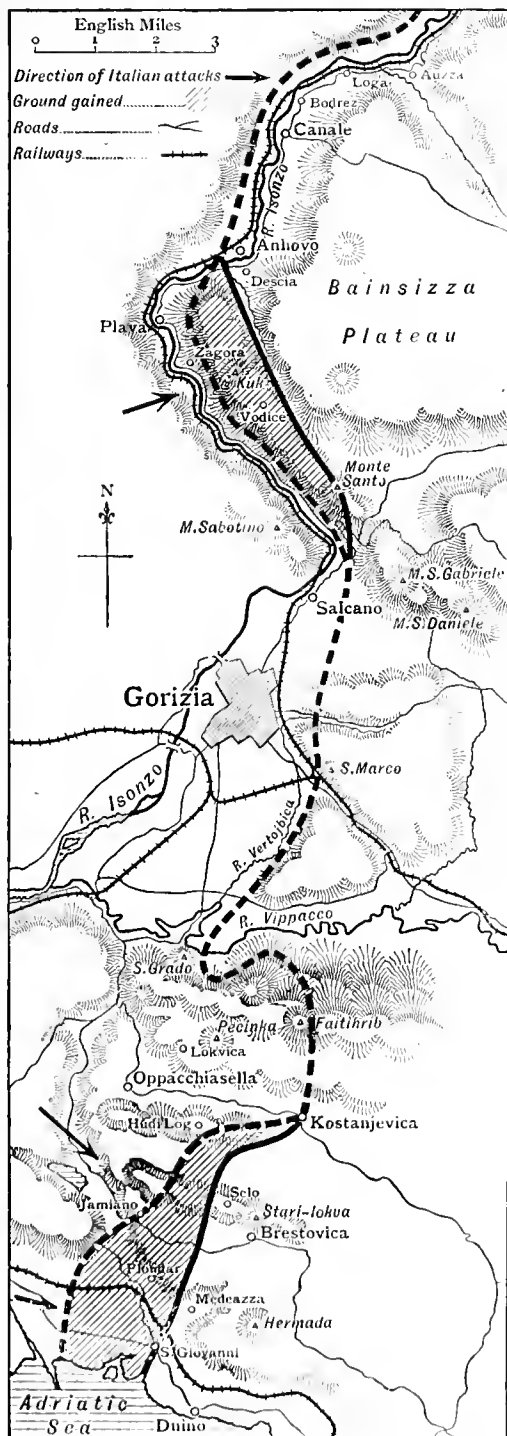 English Miles
0 1 2 3
Direction of Italian attacks
Ground gained
Roads
Railways
Loga
Auzza
Bodrez
Canale
R. Isonzo
Anhovo
Descla
Bainsizza
Plateau
Plava
Zagora
Kuk
Vodice
Monte
Santo
N
M.Sabotino
M.S.Gabriele
M.S.Daniele
Salcano
Gorizia
S.Marco
R. Isonzo
R. Vertojbica
R. Vippacco
S.Grado
Pecinka
Faitihrib
Lokvica
Oppacchiasella
Hudi Log
Kostanjevica
Jamiano
Selo
Stari-lokva
Brestovica
Flondar
Medeazza
Hermada
S.Giovanni
Adriatic
Sea
Duino